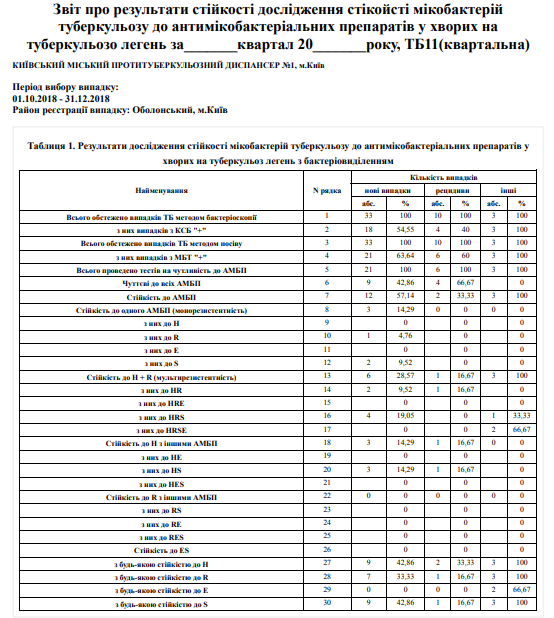 Звіт про результати стійкості дослідження стікоісті мікобактерій
туберкульозу до антимікобактеріальних препаратів у хворих на
туберкульозо легень за_______квартал 20_______року, ТБ11(квартальна)
КИЇВСЬКИЙ МІСЬКИЙ ПРОТИТУБЕРКУЛЬОЗНИЙ ДИСПАНСЕР №1, м.Київ
Період вибору випадку:
01.10.2018 - 31.12.2018
Район реєстрації випадку: Оболонський, м.Київ
Таблиця 1. Результати дослідження стійкості мікобактерій туберкульозу до антимікобактеріальних препаратів у
хворих на туберкульоз легень з бактеріовиділенням
Кількість випадків
Найменування N рядка нові випадки рецидиви інші
абс. % абс. % абс. %
Всього обстежено випадків ТБ методом бактеріоскопії 1 33 100 10 100 3 100
з них випадків з КСБ "+" 2 18 54,55 4 40 3 100
Всього обстежено випадків ТБ методом посіву 3 33 100 10 100 3 100
з них випадків з МБТ "+" 4 21 63,64 6 60 3 100
Всього проведено тестів на чутливість до АМБП 5 21 100 6 100 3 100
Чуттєві до всіх АМБП 6 9 42,86 4 66,67 0
Стійкість до АМБП 7 12 57,14 2 33,33 3 100
Стійкість до одного АМБП (монорезистентність) 8 3 14,29 0 0 0 0
з них до H 9 0 0 0
з них до R 10 1 4,76 0 0
з них до E 11 0 0 0
з них до S 12 2 9,52 0 0
Стійкість до H + R (мультирезистентність) 13 6 28,57 1 16,67 3 100
з них до HR 14 2 9,52 1 16,67 0
з них до HRE 15 0 0 0
з них до HRS 16 4 19,05 0 1 33,33
з них до HRSE 17 0 0 2 66,67
Стійкість до H з іншими АМБП 18 3 14,29 1 16,67 0 0
з них до HE 19 0 0 0
з них до HS 20 3 14,29 1 16,67 0
з них до HES 21 0 0 0
Стійкість до R з іншими АМБП 22 0 0 0 0 0 0
з них до RS 23 0 0 0
з них до RE 24 0 0 0
з них до RES 25 0 0 0
Стійкість до ES 26 0 0 0
з будь-якою стійкістю до H 27 9 42,86 2 33,33 3 100
з будь-якою стійкістю до R 28 7 33,33 1 16,67 3 100
з будь-якою стійкістю до E 29 0 0 0 0 2 66,67
з будь-якою стійкістю до S 30 9 42,86 1 16,67 3 100